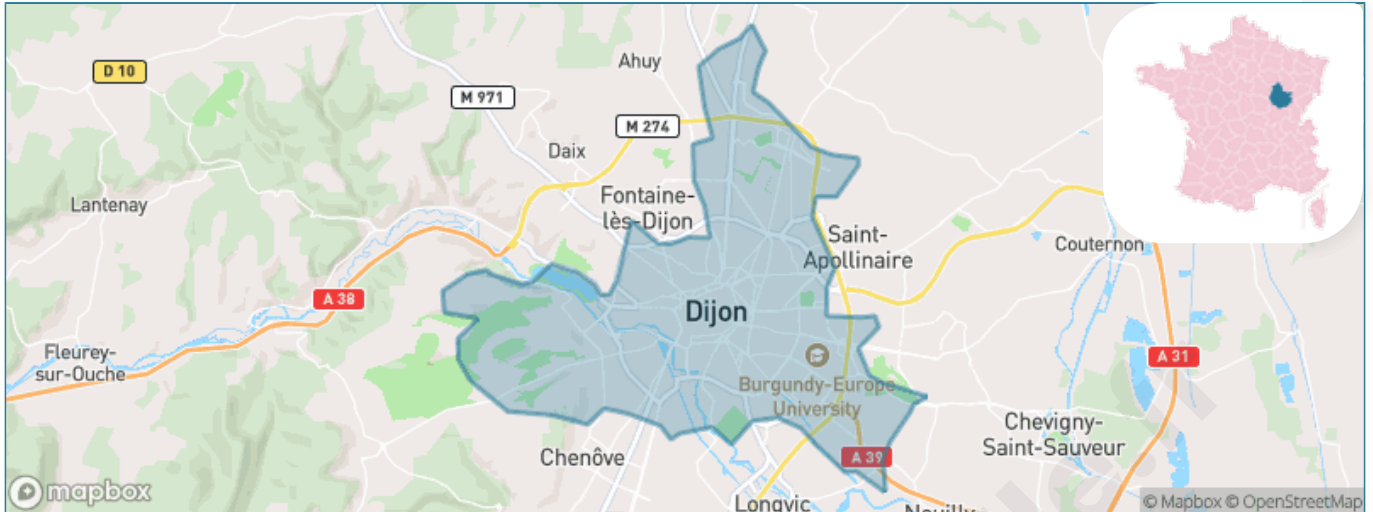 Ahuy
D 10
M 971
M 274
Daix
Fontaine-
lès-Dijon
Lantenay
Saint-
Apollinaire
Couternon
A 38
Dijon
Fleurey-
sur-Ouche
A 31
Burgundy-Europe
University
Chevigny-
Saint-Sauveur
Chenôve
A 39
mapbox
Longvic
© Mapbox © OpenStreetMap